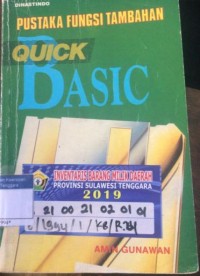 DINASTINDO
PUSTAKA FUNGSI TAMBAHAN
QUICK
BASIC
INVENTARIS BARANG MILIK DAERAH
PROVINSI SULAWESI TENGGARA
2019
21 00 21 02 01 01
GUNAWAN